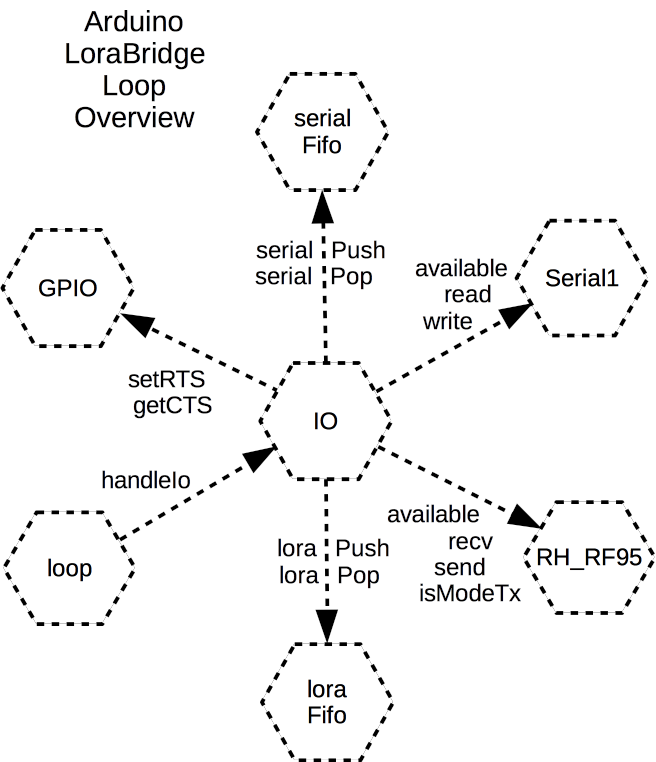 Arduino
LoraBridge
Loop
Overview
serial
Fifo
serial Push
serial Pop
available
read
write
Serial1
GPIO
setRTS
getCTS
IO
handleIo
loop
available
recv
send
isModeTx
RH_RF95
lora Push
lora Pop
lora
Fifo